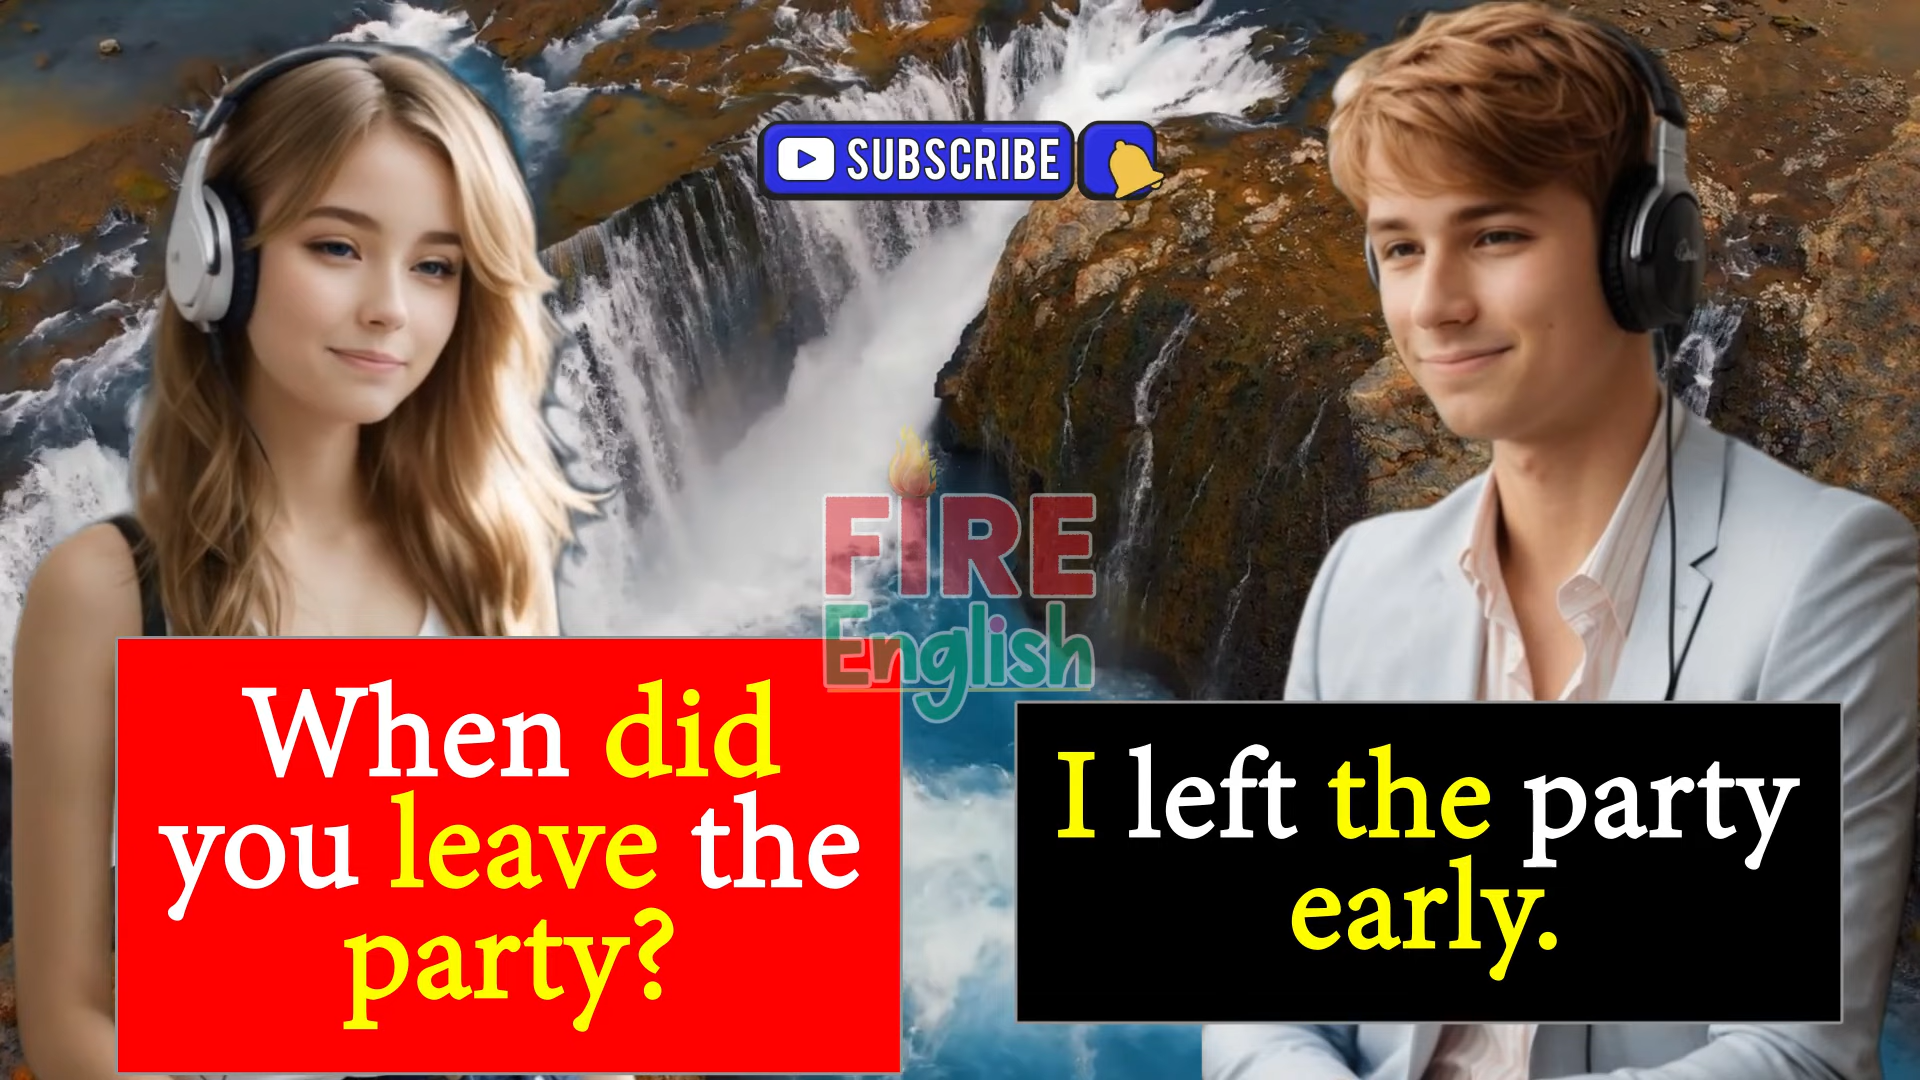 SUBSCRIBE
FIRE
English
When did
you leave the
party?
I left the party
early.